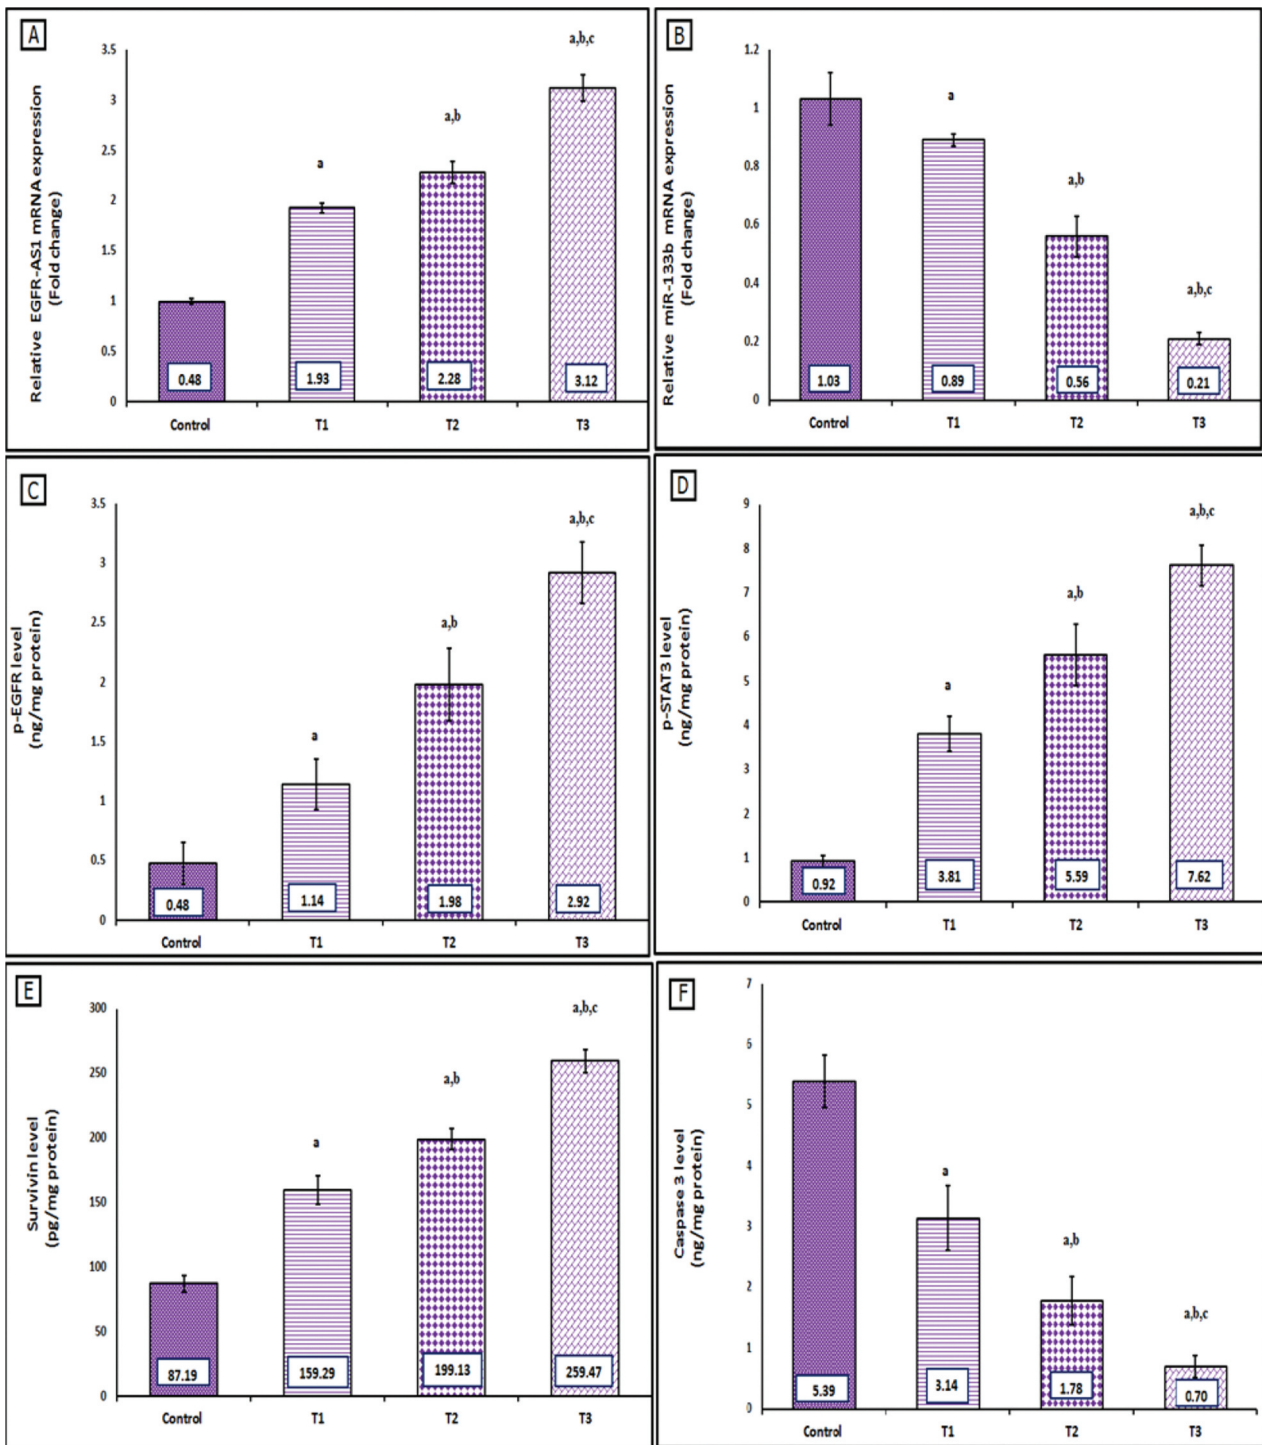 A
Relative EGFR-AS1 mRNA expression
(Fold change)
3.5
3
2.5
2
1.5
1
0.5
0
a
a,b
a,b,c
0.48
1.93
2.28
3.12
Control
T1
T2
T3
B
Relative miR-133b mRNA expression
(Fold change)
1.2
1
0.8
0.6
0.4
0.2
0
a
a,b
a,b,c
1.03
0.89
0.56
0.21
Control
T1
T2
T3
C
p-EGFR level
(ng/mg protein)
3.5
3
2.5
2
1.5
1
0.5
0
a
a,b
a,b,c
0.48
1.14
1.98
2.92
Control
T1
T2
T3
D
p-STAT3 level
(ng/mg protein)
9
8
7
6
5
4
3
2
1
0
a
a,b
a,b,c
0.92
3.81
5.59
7.62
Control
T1
T2
T3
E
Survivin level
(pg/mg protein)
300
250
200
150
100
50
0
a
a,b
a,b,c
87.19
159.29
199.13
259.47
Control
T1
T2
T3
F
Caspase 3 level
(ng/mg protein)
7
6
5
4
3
2
1
0
a
a,b
a,b,c
5.39
3.14
1.78
0.70
Control
T1
T2
T3